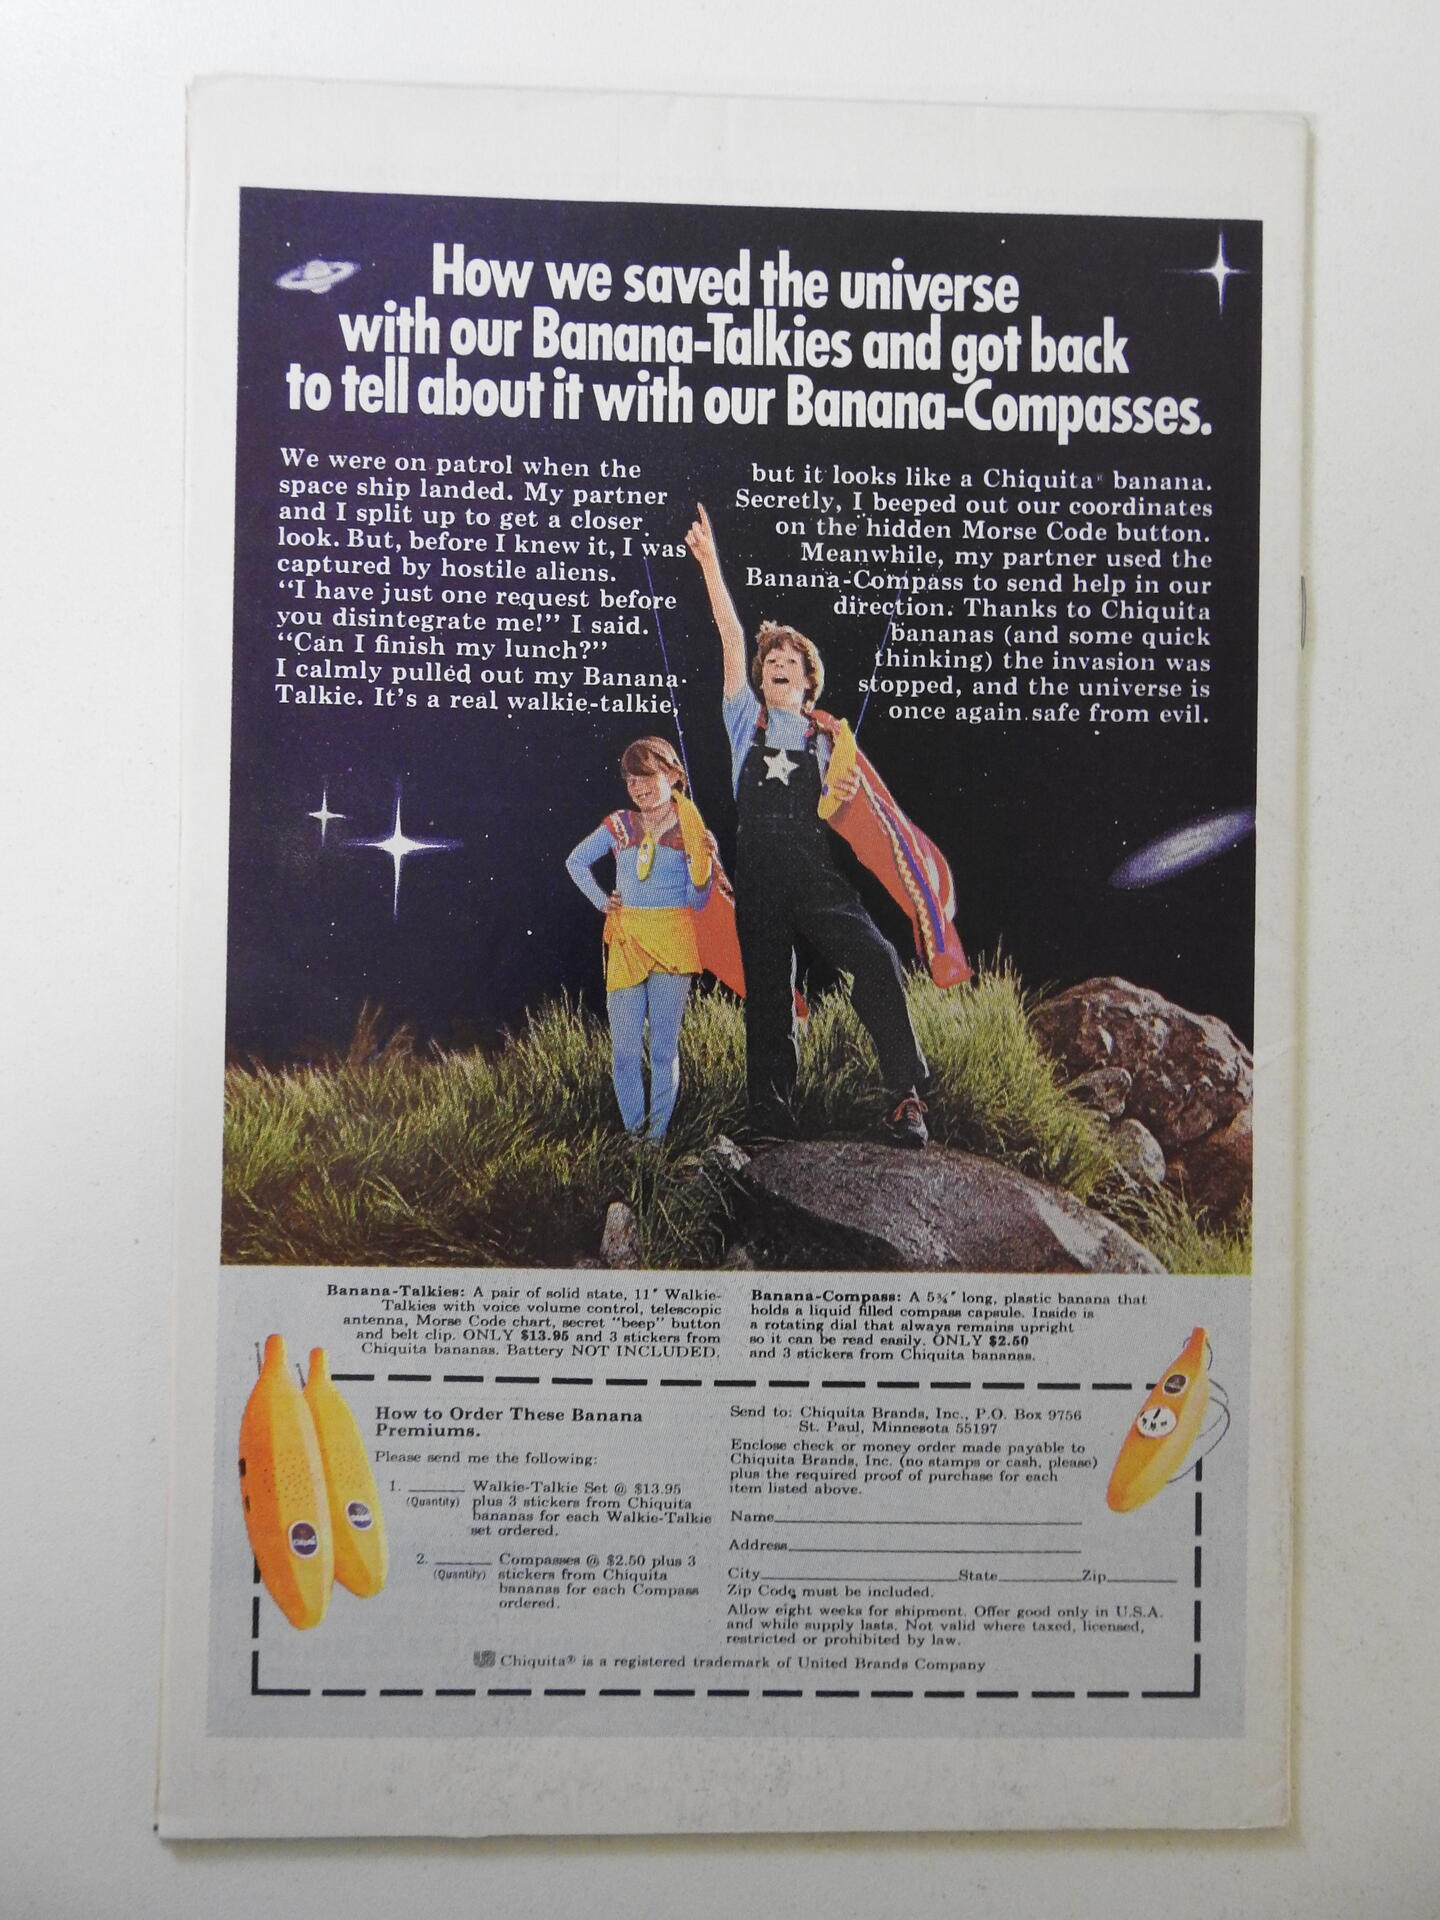 How we saved the universe
with our Banana-Talkies and got back
to tell about it with our Banana-Compasses.
We were on patrol when the
space ship landed. My partner
and I split up to get a closer
look. But, before I knew it, I was
captured by hostile aliens.
"I have just one request before
you disintegrate me!" I said.
"Can I finish my lunch?"
I calmly pulled out my Banana-
Talkie. It's a real walkie-talkie,
but it looks like a Chiquita® banana.
Secretly, I beeped out our coordinates
on the hidden Morse Code button.
Meanwhile, my partner used the
Banana-Compass to send help in our
direction. Thanks to Chiquita
bananas (and some quick
thinking) the invasion was
stopped, and the universe is
once again safe from evil.
Banana-Talkies: A pair of solid state, 11" Walkie-
Talkies with voice volume control, telescopic
antenna, Morse Code chart, secret "beep" button
and belt clip. ONLY $13.95 and 3 stickers from
Chiquita bananas. Battery NOT INCLUDED.
Banana-Compass: A 5¾" long, plastic banana that
holds a liquid filled compass capsule. Inside is
a rotating dial that always remains upright
so it can be read easily. ONLY $2.50
and 3 stickers from Chiquita bananas.
How to Order These Banana
Premiums.
Please send me the following:
1. ______ Walkie-Talkie Set @ $13.95
(Quantity) plus 3 stickers from Chiquita
bananas for each Walkie-Talkie
set ordered.
2. ______ Compasses @ $2.50 plus 3
(Quantity) stickers from Chiquita
bananas for each Compass
ordered.
Send to: Chiquita Brands, Inc., P.O. Box 9756
St. Paul, Minnesota 55197
Enclose check or money order made payable to
Chiquita Brands, Inc. (no stamps or cash, please)
plus the required proof of purchase for each
item listed above.
Name
Address
City State Zip
Zip Code must be included.
Allow eight weeks for shipment. Offer good only in U.S.A.
and while supply lasts. Not valid where taxed, licensed,
restricted or prohibited by law.
Chiquita® is a registered trademark of United Brands Company